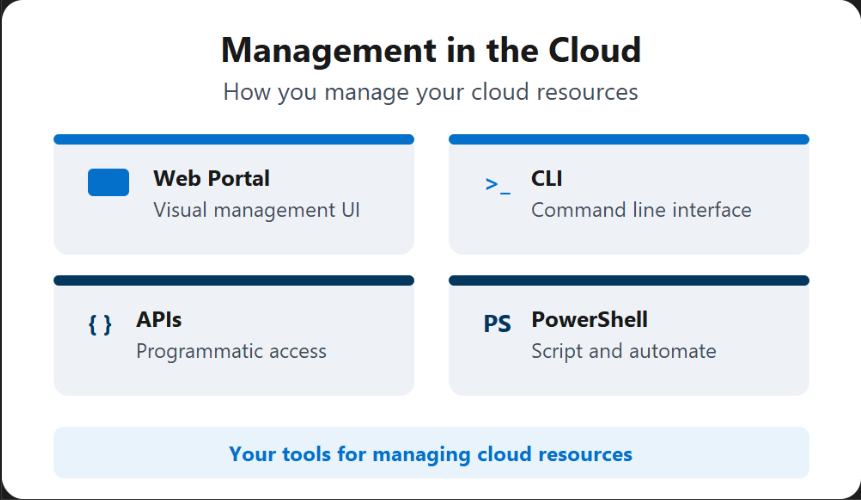 Management in the Cloud
How you manage your cloud resources
Web Portal
Visual management UI
>_ CLI
Command line interface
{ } APIs
Programmatic access
PS PowerShell
Script and automate
Your tools for managing cloud resources